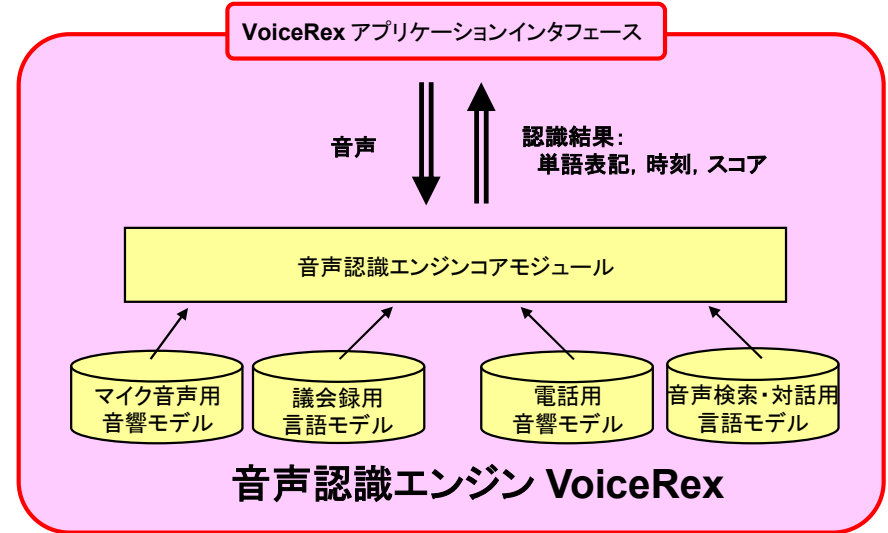 VoiceRex アプリケーションインタフェース
音声
認識結果：
単語表記，時刻，スコア
音声認識エンジンコアモジュール
マイク音声用
音響モデル
議会録用
言語モデル
電話用
音響モデル
音声検索・対話用
言語モデル
音声認識エンジン VoiceRex